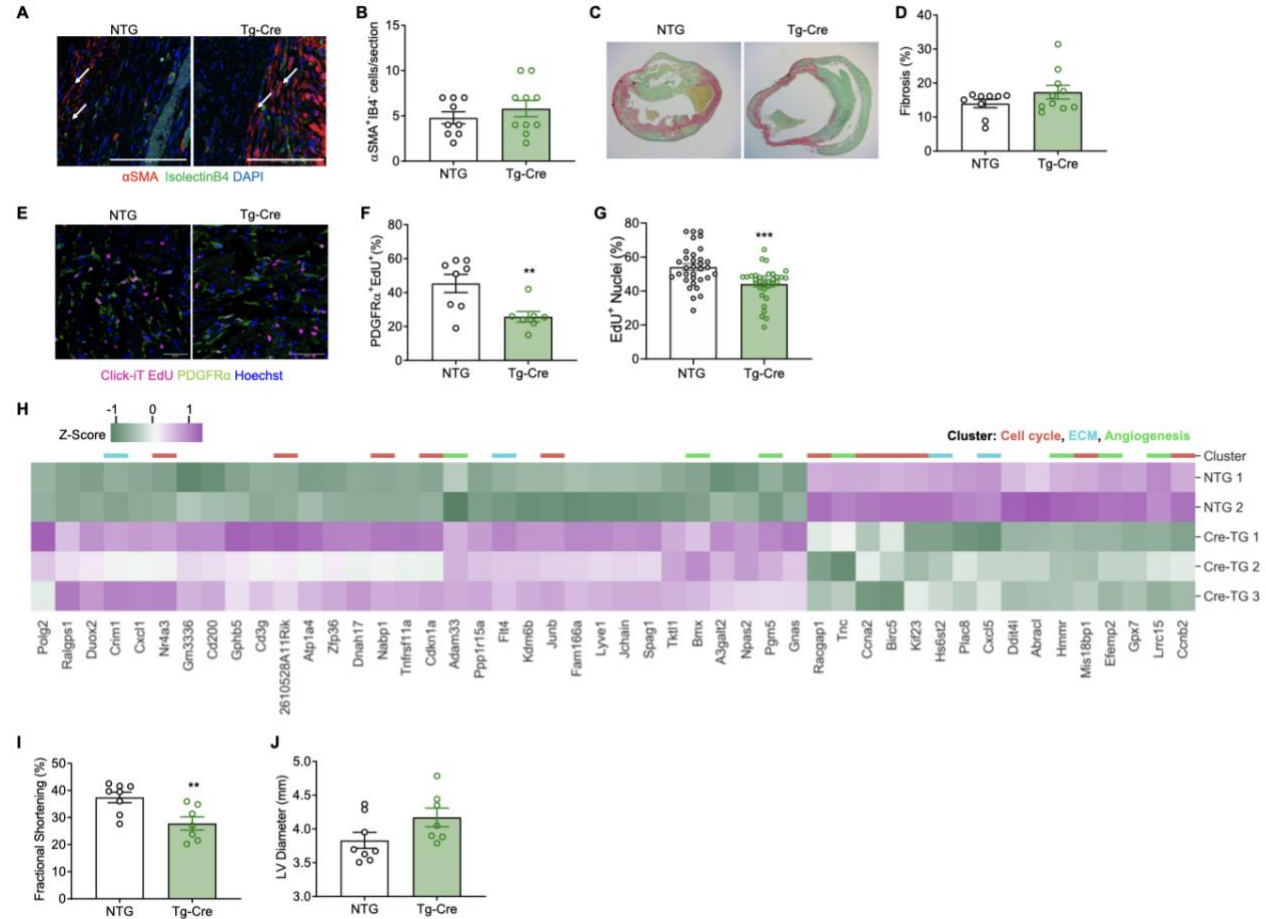 A
NTG
Tg-Cre
αSMA IsolectinB4 DAPI
B
αSMA⁺IB4⁻ cells/section
15
10
5
0
NTG
Tg-Cre
C
NTG
Tg-Cre
D
Fibrosis (%)
40
30
20
10
0
NTG
Tg-Cre
E
NTG
Tg-Cre
Click-iT EdU PDGFRα Hoechst
F
PDGFRα⁺EdU⁺(%)
80
60
40
20
0
**
NTG
Tg-Cre
G
EdU⁺ Nuclei (%)
80
60
40
20
0
***
NTG
Tg-Cre
H
-1 0 1
Z-Score
Cluster: Cell cycle, ECM, Angiogenesis
Cluster
NTG 1
NTG 2
Cre-TG 1
Cre-TG 2
Cre-TG 3
Polg2
Ralgps1
Duox2
Crim1
Cxcl1
Nr4a3
Gm3336
Cd200
Gphb5
Cd3g
2610528A11Rik
Atp1a4
Zfp36
Dnah17
Nabp1
Tnfrsf11a
Cdkn1a
Adam33
Ppp1r15a
Flt4
Kdm6b
Junb
Fam166a
Lyve1
Jchain
Spag1
Tktl1
Bmx
A3galt2
Npas2
Pgm5
Gnas
Racgap1
Tnc
Ccna2
Birc5
Kif23
Hs6st2
Plac8
Cxcl5
Ddit4l
Abracl
Hmmr
Mis18bp1
Efemp2
Gpx7
Lrrc15
Ccnb2
I
Fractional Shortening (%)
50
40
30
20
10
0
**
NTG
Tg-Cre
J
LV Diameter (mm)
5.0
4.5
4.0
3.5
3.0
NTG
Tg-Cre